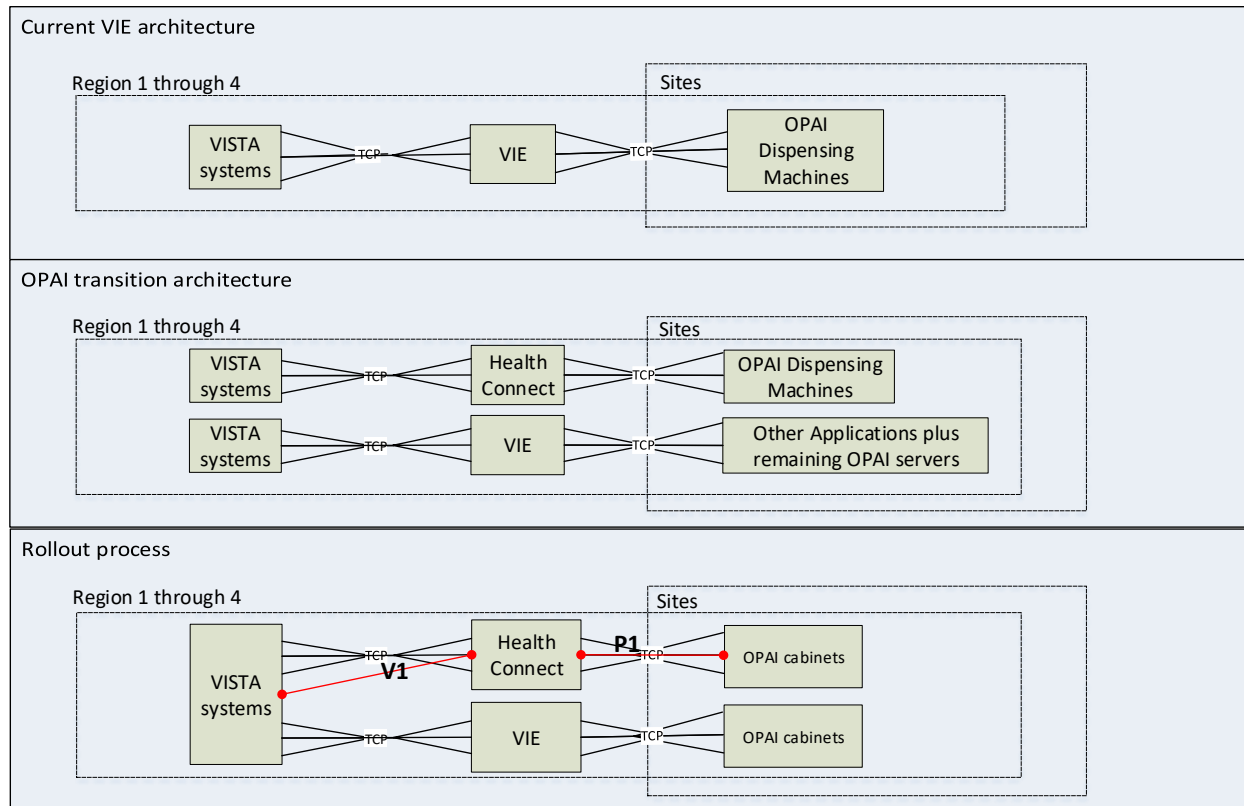 Current VIE architecture
Region 1 through 4
Sites
VISTA
systems
TCP
VIE
TCP
OPAI
Dispensing
Machines
OPAI transition architecture
Region 1 through 4
Sites
VISTA
systems
TCP
Health
Connect
TCP
OPAI Dispensing
Machines
VISTA
systems
TCP
VIE
TCP
Other Applications plus
remaining OPAI servers
Rollout process
Region 1 through 4
Sites
VISTA
systems
TCP
V1
Health
Connect
P1
TCP
OPAI cabinets
TCP
VIE
TCP
OPAI cabinets